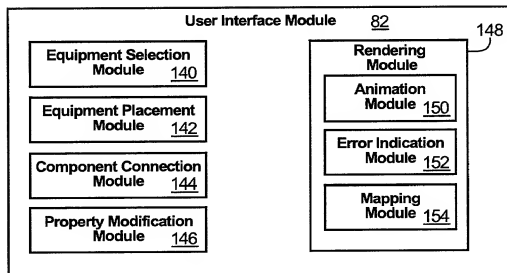 User Interface Module 82
Equipment Selection
Module 140
Equipment Placement
Module 142
Component Connection
Module 144
Property Modification
Module 146
148
Rendering
Module
Animation
Module 150
Error Indication
Module 152
Mapping
Module 154